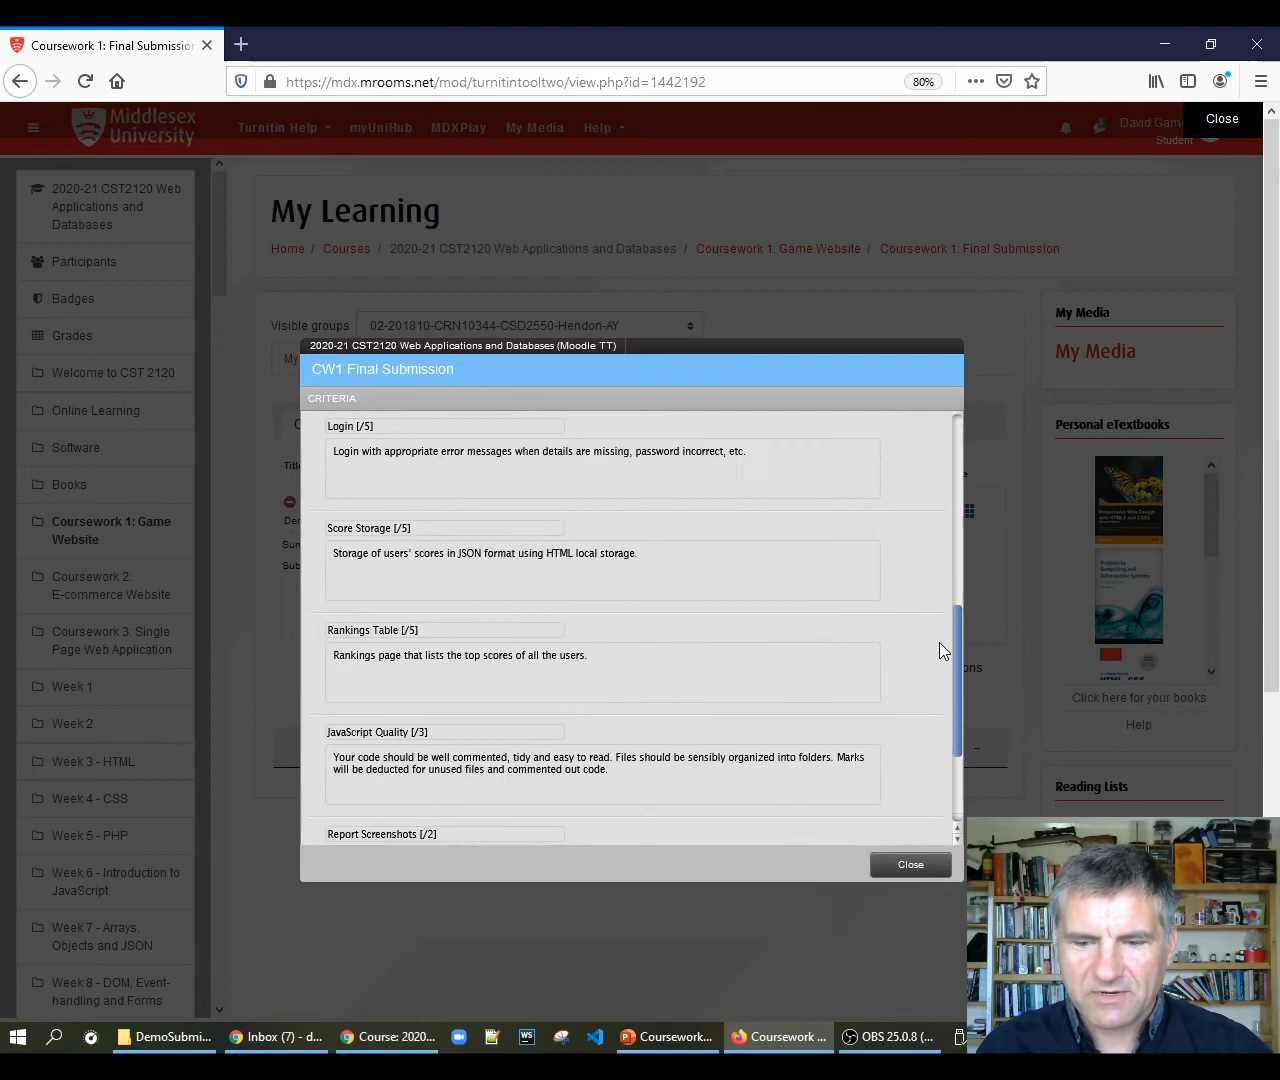 Coursework 1: Final Submission
https://mdx.mrooms.net/mod/turnitintooltwo/view.php?id=1442192
80%
Middlesex
University
Turnitin Help
myUniHub
MDXPlay
My Media
Help
David Gam
Student
Close
2020-21 CST2120 Web
Applications and
Databases
Participants
Badges
Grades
Welcome to CST 2120
Online Learning
Software
Books
Coursework 1: Game
Website
Coursework 2:
E-commerce Website
Coursework 3: Single
Page Web Application
Week 1
Week 2
Week 3 - HTML
Week 4 - CSS
Week 5 - PHP
Week 6 - Introduction to
JavaScript
Week 7 - Arrays,
Objects and JSON
Week 8 - DOM, Event-
handling and Forms
My Learning
Home / Courses / 2020-21 CST2120 Web Applications and Databases / Coursework 1: Game Website / Coursework 1: Final Submission
Visible groups
02-201810-CRN10344-CSD2550-Hendon-AY
My
Title
2020-21 CST2120 Web Applications and Databases (Moodle TT)
CW1 Final Submission
CRITERIA
Login [/5]
Login with appropriate error messages when details are missing, password incorrect, etc.
Score Storage [/5]
Storage of users' scores in JSON format using HTML local storage.
Rankings Table [/5]
Rankings page that lists the top scores of all the users.
JavaScript Quality [/3]
Your code should be well commented, tidy and easy to read. Files should be sensibly organized into folders. Marks
will be deducted for unused files and commented out code.
Report Screenshots [/2]
Close
My Media
My Media
Personal eTextbooks
Click here for your books
Help
Reading Lists
DemoSubmi...
Inbox (7) - d...
Course: 2020...
Coursework...
Coursework ...
OBS 25.0.8 (...